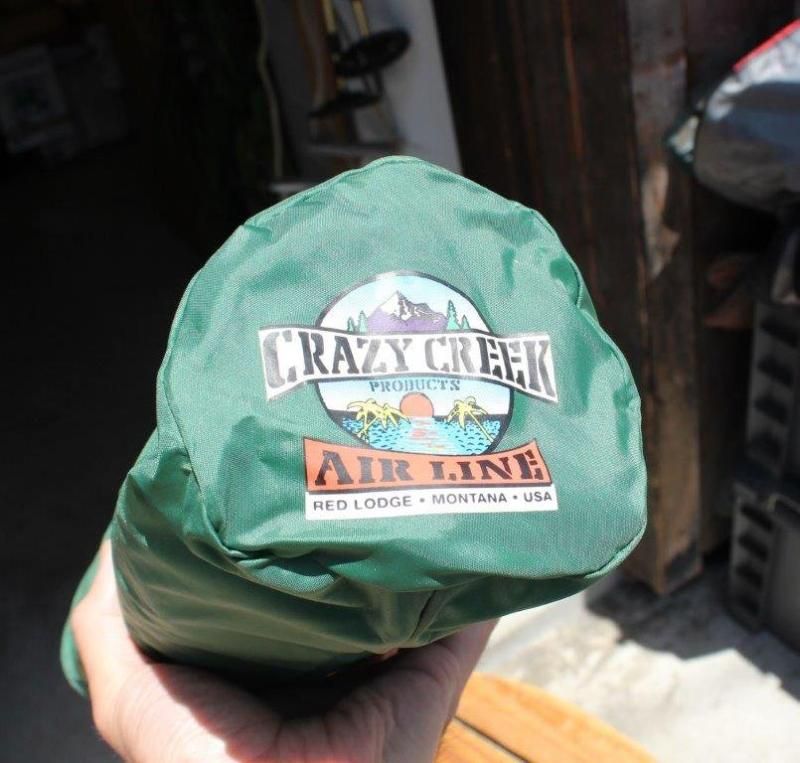 CRAZY CREEK
PRODUCTS
AIR LINE
RED LODGE • MONTANA • USA